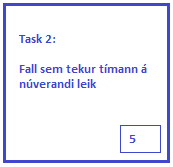 Task 2:
Fall sem tekur tímann á
núverandi leik
5